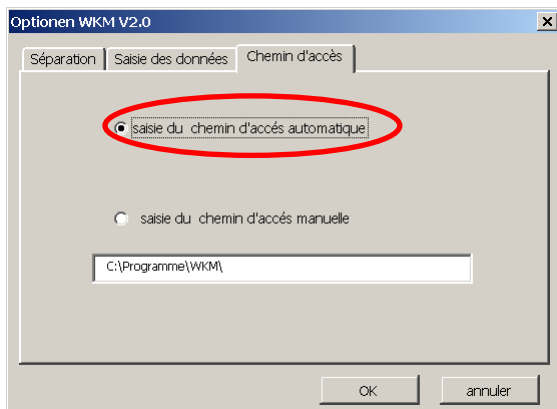 Optionen WKM V2.0
Séparation Saisie des données Chemin d'accès
saisie du chemin d'accés automatique
saisie du chemin d'accés manuelle
C:\Programme\WKM\
OK annuler